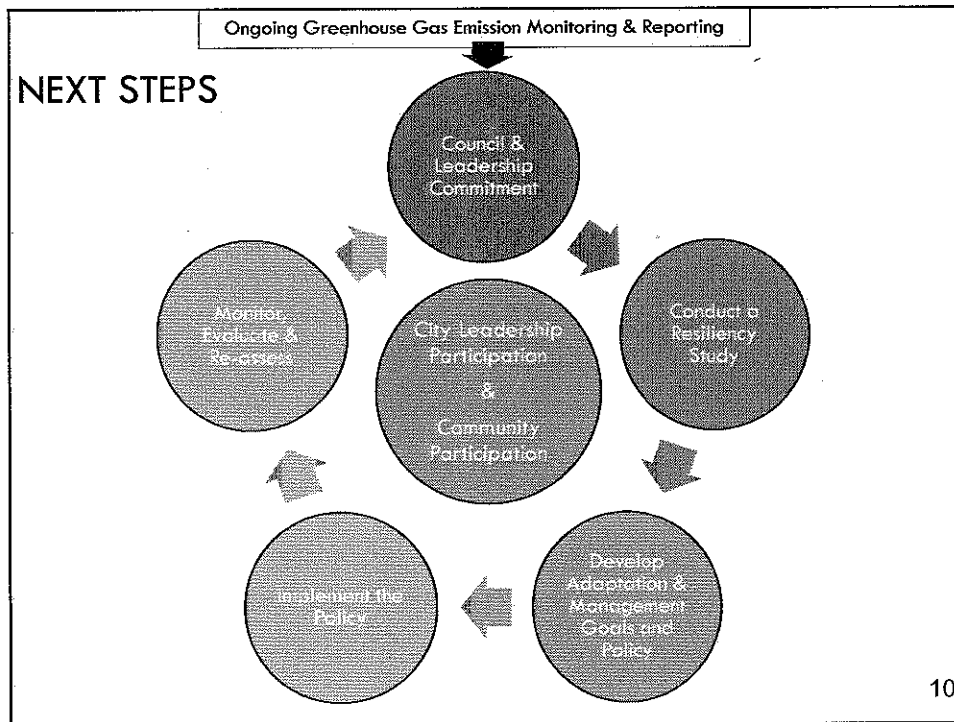 Ongoing Greenhouse Gas Emission Monitoring & Reporting
NEXT STEPS
Council &
Leadership
Commitment
Conduct a
Resiliency
Study
Develop
Adaptation &
Management
Goals and
Policy
Implement the
Policy
Monitor,
Evaluate &
Re-assess
City Leadership
Participation
&
Community
Participation
10